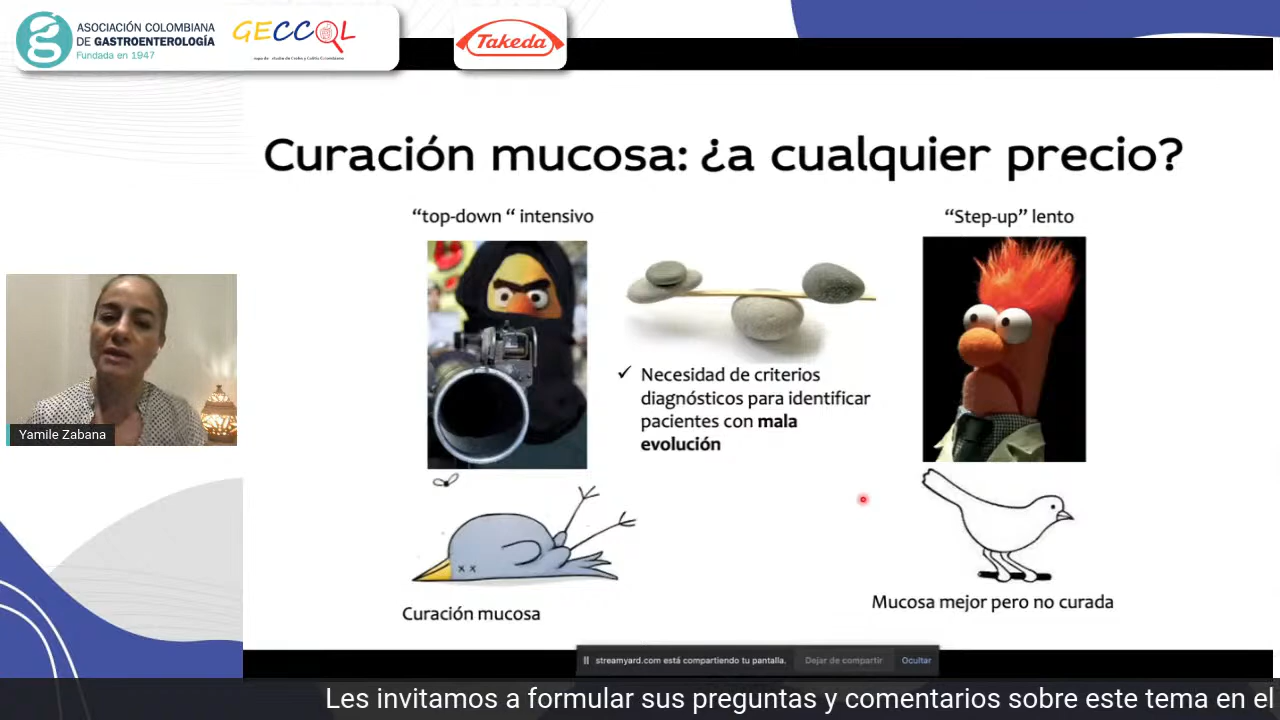 ASOCIACIÓN COLOMBIANA
DE GASTROENTEROLOGÍA
Fundada en 1947
GECCOL
Takeda
Curación mucosa: ¿a cualquier precio?
“top-down “ intensivo
“Step-up” lento
✓ Necesidad de criterios
diagnósticos para identificar
pacientes con mala
evolución
Yamile Zabana
Curación mucosa
Mucosa mejor pero no curada
streamyard.com está compartiendo tu pantalla.
Dejar de compartir
Ocultar
Les invitamos a formular sus preguntas y comentarios sobre este tema en el